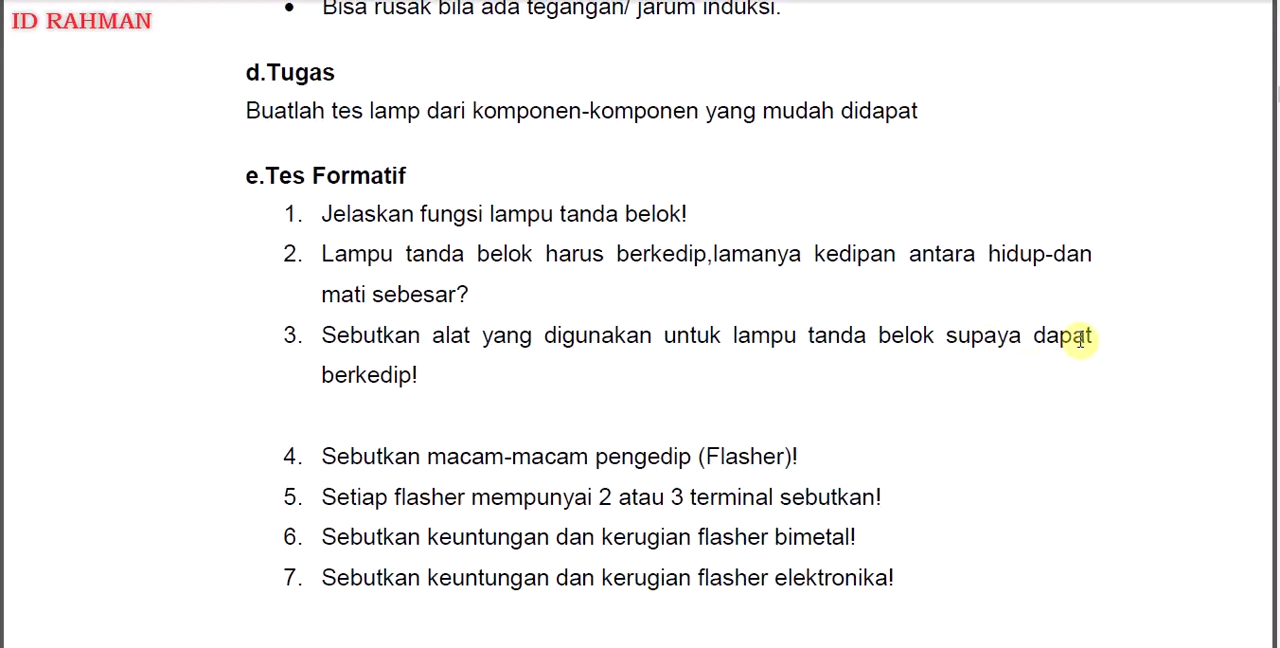 • Bisa rusak bila ada tegangan/ jarum induksi.
ID RAHMAN
d.Tugas
Buatlah tes lamp dari komponen-komponen yang mudah didapat
e.Tes Formatif
1. Jelaskan fungsi lampu tanda belok!
2. Lampu tanda belok harus berkedip,lamanya kedipan antara hidup-dan
mati sebesar?
3. Sebutkan alat yang digunakan untuk lampu tanda belok supaya dapat
berkedip!
4. Sebutkan macam-macam pengedip (Flasher)!
5. Setiap flasher mempunyai 2 atau 3 terminal sebutkan!
6. Sebutkan keuntungan dan kerugian flasher bimetal!
7. Sebutkan keuntungan dan kerugian flasher elektronika!